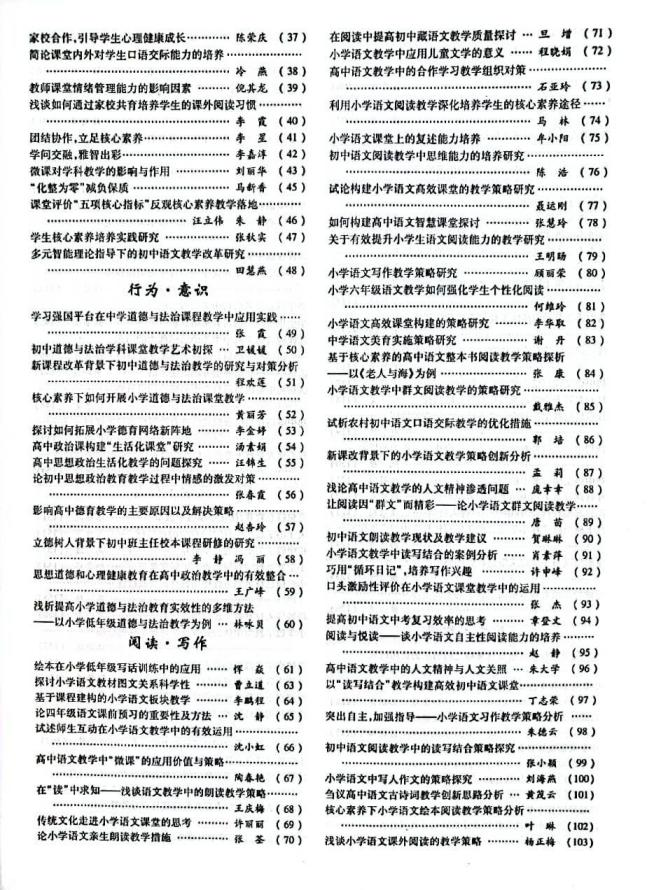 家校合作,引导学生心理健康成长………… 陈荣庆 (37)
简论课堂内外对学生口语交际能力的培养…………
………… 冷 燕 (38)
教师课堂情绪管理能力的影响因素 ………… 倪其龙 (39)
浅谈如何通过家校共育培养学生的课外阅读习惯…………
………… 李 霞 (40)
团结协作,立足核心素养………… 李 星 (41)
学问交融,雅智出彩………… 李嘉淳 (42)
微课对学科教学的影响与作用 ………… 刘丽华 (43)
“化整为零”减负保质 ………… 马新香 (45)
课堂评价“五项核心指标”反观核心素养教学落地…………
………… 汪立伟 朱 静 (46)
学生核心素养培养实践研究 ………… 张秋实 (47)
多元智能理论指导下的初中语文教学改革研究…………
………… 田慧燕 (48)
行为·意识
学习强国平台在中学道德与法治课程教学中应用实践……
………… 张 霞 (49)
初中道德与法治学科课堂教学艺术初探 … 卫媛媛 (50)
新课程改革背景下初中道德与法治教学的研究与对策分析
………… 程欢莲 (51)
核心素养下如何开展小学道德与法治课堂教学…………
………… 黄丽芳 (52)
探讨如何拓展小学德育网络新阵地 ………… 李金婷 (53)
高中政治课构建“生活化课堂”研究 ………… 汤素娟 (54)
高中思想政治生活化教学的问题探究 …… 汪锦生 (55)
论初中思想政治教育教学过程中情感的激发对策…………
………… 张春霞 (56)
影响高中德育教学的主要原因以及解决策略…………
………… 赵杏玲 (57)
立德树人背景下初中班主任校本课程研修的研究…………
………… 李 静 冯 丽 (58)
思想道德和心理健康教育在高中政治教学中的有效整合…
………… 王广峰 (59)
浅析提高小学道德与法治教育实效性的多维方法
——以小学低年级道德与法治教学为例 … 林咏贝 (60)
阅读·写作
绘本在小学低年级写话训练中的应用 …… 恽 焱 (61)
探讨小学语文教材图文关系科学性 ………… 曹立道 (63)
基于课程建构的小学语文板块教学 ………… 李鹏程 (64)
论四年级语文课前预习的重要性及方法 … 沈 静 (65)
试述师生互动在小学语文教学中的有效运用…………
………… 沈小虹 (66)
高中语文教学中“微课”的应用价值与策略…………
………… 陶春艳 (67)
在“读”中求知——浅谈语文教学中的朗读教学策略………
………… 王庆梅 (68)
传统文化走进小学语文课堂的思考 ………… 许丽丽 (69)
论小学语文亲生朗读教学措施 ………… 张 荃 (70)
在阅读中提高初中藏语文教学质量探讨 … 旦 增 (71)
小学语文教学中应用儿童文学的意义 …… 程晓娟 (72)
高中语文教学中的合作学习教学组织对策…………
………… 石亚玲 (73)
利用小学语文阅读教学深化培养学生的核心素养途径……
………… 马 林 (74)
小学语文课堂上的复述能力培养 ………… 牟小阳 (75)
初中语文阅读教学中思维能力的培养研究…………
………… 陈 浩 (76)
试论构建小学语文高效课堂的教学策略研究…………
………… 聂运刚 (77)
如何构建高中语文智慧课堂探讨 ………… 张慧玲 (78)
关于有效提升小学生语文阅读能力的教学研究…………
………… 王明旸 (79)
小学语文写作教学策略研究 ………… 顾丽荣 (80)
小学六年级语文教学如何强化学生个性化阅读…………
………… 何维玲 (81)
小学语文高效课堂构建的策略研究 ………… 李华取 (82)
中学语文美育实施策略研究 ………… 谢 丹 (83)
基于核心素养的高中语文整本书阅读教学策略探析
——以《老人与海》为例 ………… 张 康 (84)
小学语文教学中群文阅读教学的策略研究…………
………… 戴雅杰 (85)
试析农村初中语文口语交际教学的优化措施…………
………… 郭 培 (86)
新课改背景下的小学语文教学策略创新分析…………
………… 孟 莉 (87)
浅论高中语文教学的人文精神渗透问题 … 庞幸幸 (88)
让阅读因“群文”而精彩——论小学语文群文阅读教学……
………… 唐 苗 (89)
初中语文朗读教学现状及教学建议 ………… 贺琳琳 (90)
小学语文教学中读写结合的案例分析 …… 肖素萍 (91)
巧用“循环日记”,培养写作兴趣 ………… 许中峰 (92)
口头激励性评价在小学语文课堂教学中的运用…………
………… 张 杰 (93)
提高初中语文中考复习效率的思考 ………… 章登文 (94)
阅读与悦读——谈小学语文自主性阅读能力的培养………
………… 赵 静 (95)
高中语文教学中的人文精神与人文关照 … 朱大学 (96)
以“读写结合”教学构建高效初中语文课堂…………
………… 丁志荣 (97)
突出自主,加强指导——小学语文习作教学策略分析 ……
………… 朱德云 (98)
初中语文阅读教学中的读写结合策略探究…………
………… 张小颖 (99)
小学语文中写人作文的策略探究 ………… 刘海燕 (100)
刍议高中语文古诗词教学创新思路分析 … 黄茂云 (101)
核心素养下小学语文绘本阅读教学策略分析…………
………… 叶 琳 (102)
浅谈小学语文课外阅读的教学策略 ……… 杨正梅 (103)